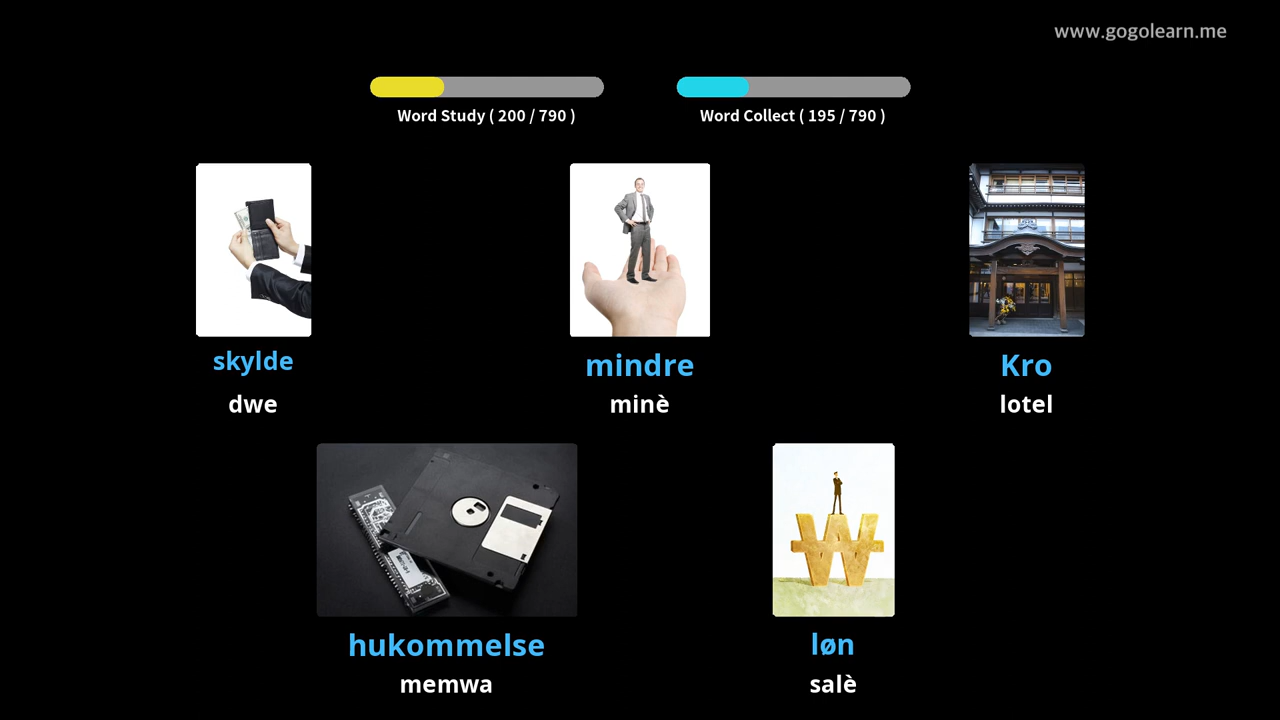 www.gogolearn.me
Word Study ( 200 / 790 )
Word Collect ( 195 / 790 )
skylde
dwe
mindre
minè
Kro
lotel
hukommelse
memwa
løn
salè